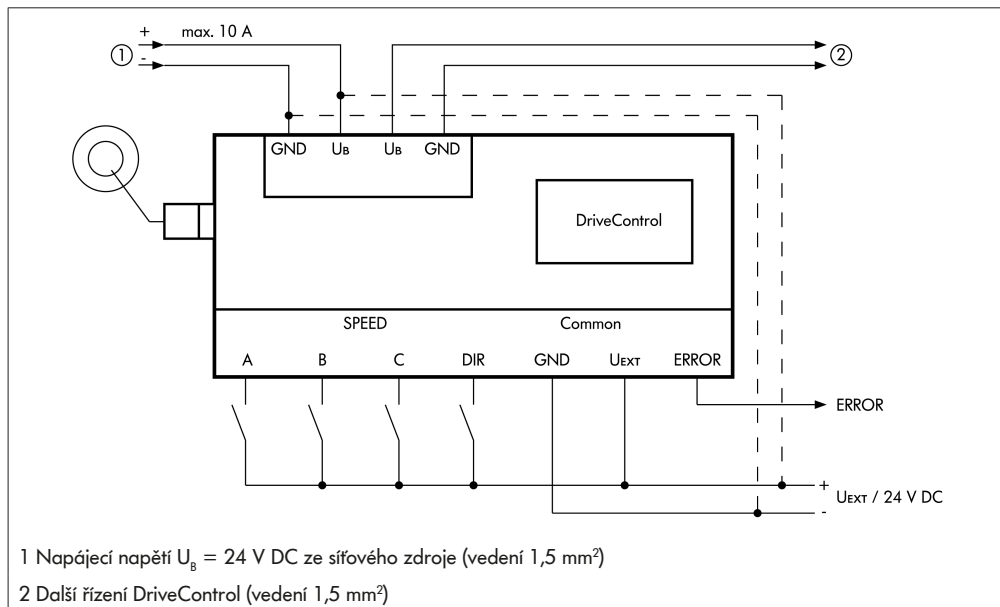 + max. 10 A
1 - 2
GND UB UB GND
DriveControl
SPEED Common
A B C DIR GND UEXT ERROR
ERROR
+
UEXT / 24 V DC
-
1 Napájecí napětí UB = 24 V DC ze síťového zdroje (vedení 1,5 mm²)
2 Další řízení DriveControl (vedení 1,5 mm²)